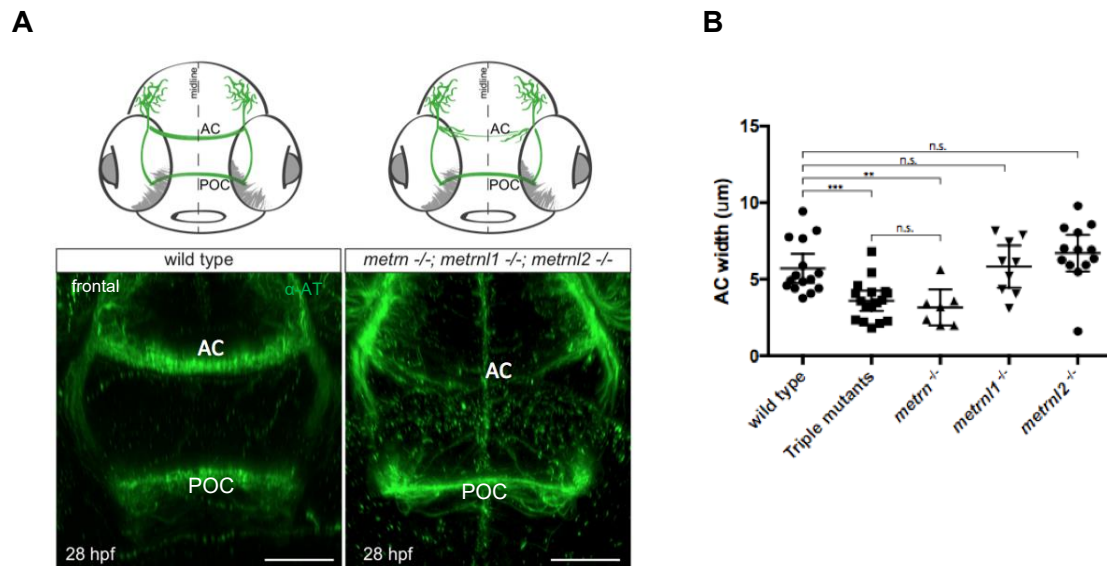 A
midline
AC
POC
midline
AC
POC
wild type
metrn -/-; metrnl1 -/-; metrnl2 -/-
frontal
α-AT
AC
POC
28 hpf
AC
POC
28 hpf
B
AC width (um)
15
10
5
0
n.s.
n.s.
**
***
n.s.
wild type
Triple mutants
metrn -/-
metrnl1 -/-
metrnl2 -/-